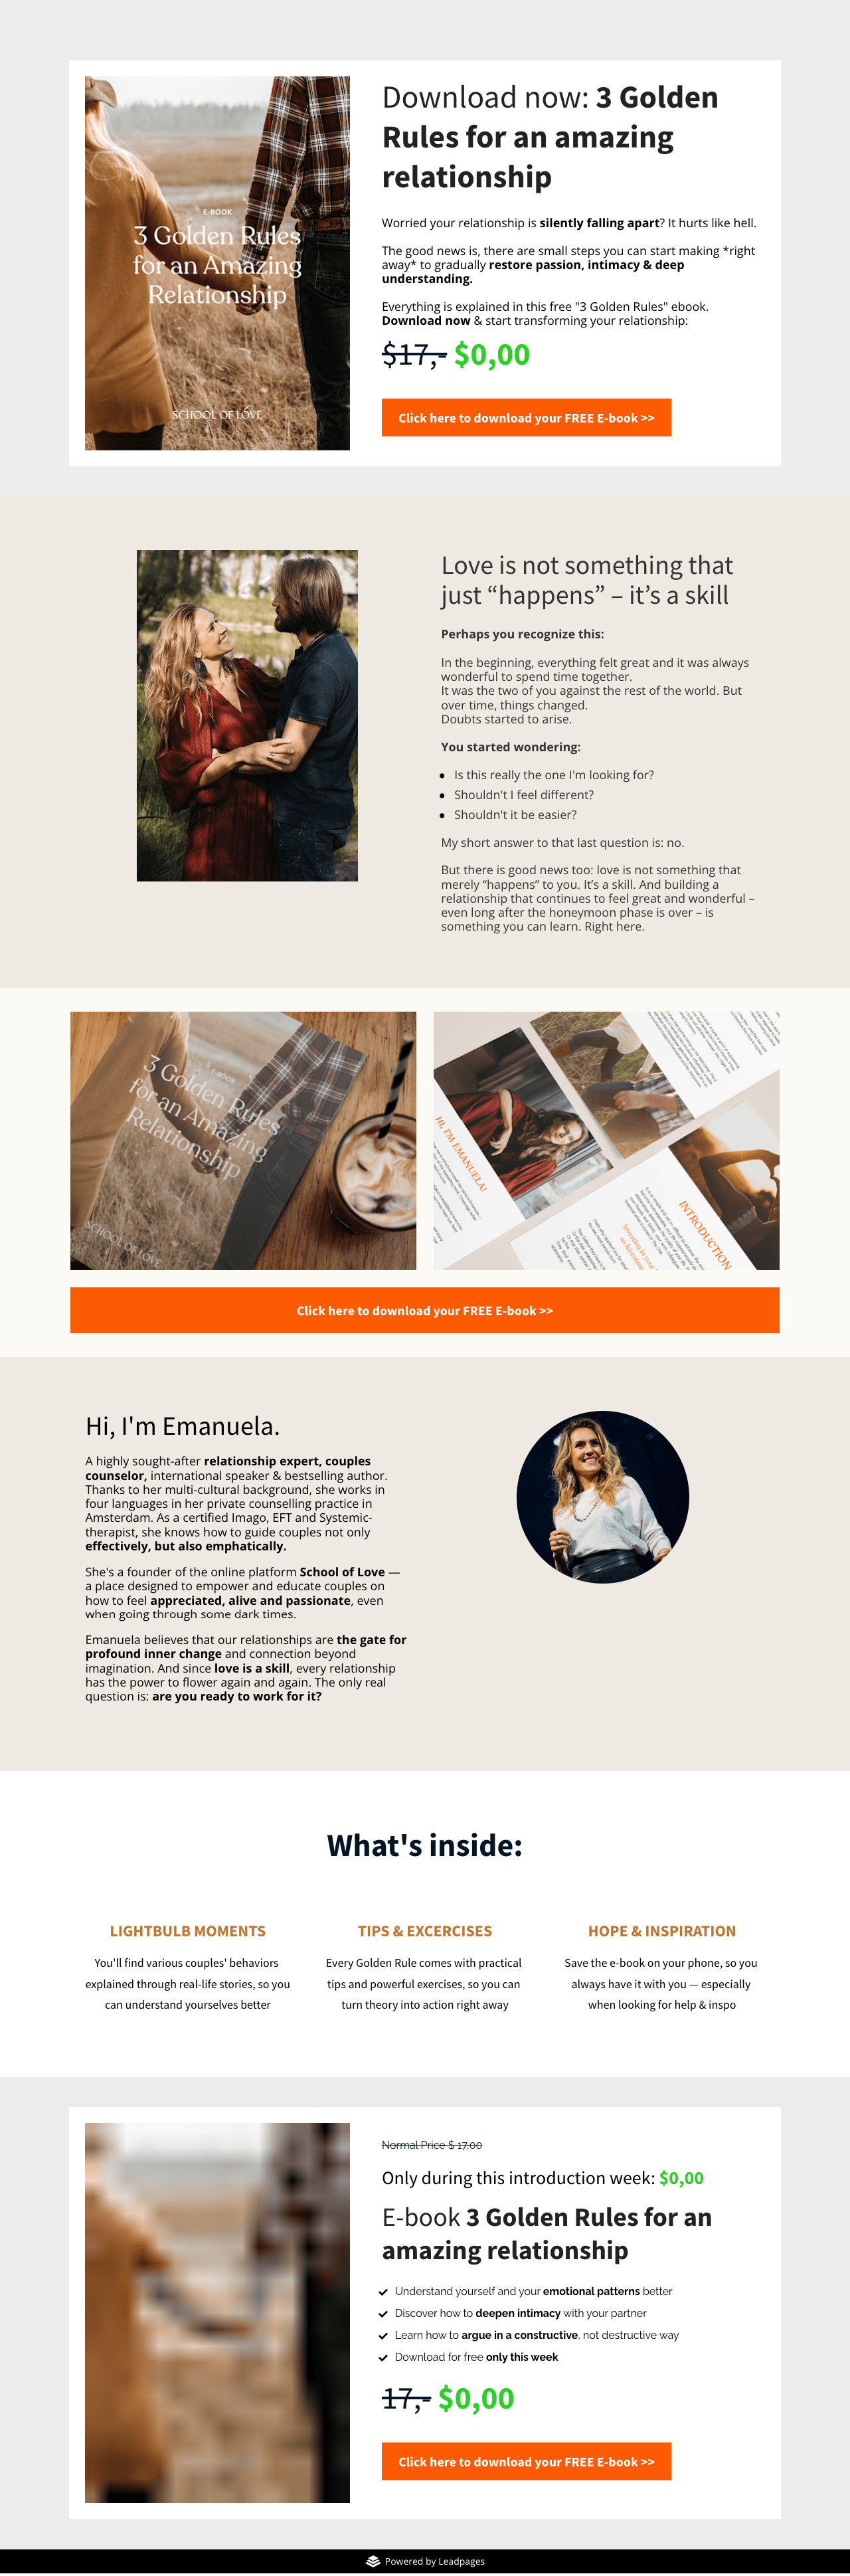 E-BOOK
3 Golden Rules
for an Amazing
Relationship
SCHOOL OF LOVE
Download now: 3 Golden
Rules for an amazing
relationship
Worried your relationship is silently falling apart? It hurts like hell.
The good news is, there are small steps you can start making *right
away* to gradually restore passion, intimacy & deep
understanding.
Everything is explained in this free "3 Golden Rules" ebook.
Download now & start transforming your relationship:
$17,- $0,00
Click here to download your FREE E-book >>
Love is not something that
just “happens” – it’s a skill
Perhaps you recognize this:
In the beginning, everything felt great and it was always
wonderful to spend time together.
It was the two of you against the rest of the world. But
over time, things changed.
Doubts started to arise.
You started wondering:
Is this really the one I'm looking for?
Shouldn't I feel different?
Shouldn't it be easier?
My short answer to that last question is: no.
But there is good news too: love is not something that
merely “happens” to you. It’s a skill. And building a
relationship that continues to feel great and wonderful –
even long after the honeymoon phase is over – is
something you can learn. Right here.
E-BOOK
3 Golden Rules
for an Amazing
Relationship
SCHOOL OF LOVE
HI, I'M EMANUELA!
INTRODUCTION
Click here to download your FREE E-book >>
Hi, I'm Emanuela.
A highly sought-after relationship expert, couples
counselor, international speaker & bestselling author.
Thanks to her multi-cultural background, she works in
four languages in her private counselling practice in
Amsterdam. As a certified Imago, EFT and Systemic-
therapist, she knows how to guide couples not only
effectively, but also emphatically.
She's a founder of the online platform School of Love —
a place designed to empower and educate couples on
how to feel appreciated, alive and passionate, even
when going through some dark times.
Emanuela believes that our relationships are the gate for
profound inner change and connection beyond
imagination. And since love is a skill, every relationship
has the power to flower again and again. The only real
question is: are you ready to work for it?
What's inside:
LIGHTBULB MOMENTS
You'll find various couples' behaviors
explained through real-life stories, so you
can understand yourselves better
TIPS & EXCERCISES
Every Golden Rule comes with practical
tips and powerful exercises, so you can
turn theory into action right away
HOPE & INSPIRATION
Save the e-book on your phone, so you
always have it with you — especially
when looking for help & inspo
Normal Price $ 17,00
Only during this introduction week: $0,00
E-book 3 Golden Rules for an
amazing relationship
Understand yourself and your emotional patterns better
Discover how to deepen intimacy with your partner
Learn how to argue in a constructive, not destructive way
Download for free only this week
17,- $0,00
Click here to download your FREE E-book >>
Powered by Leadpages